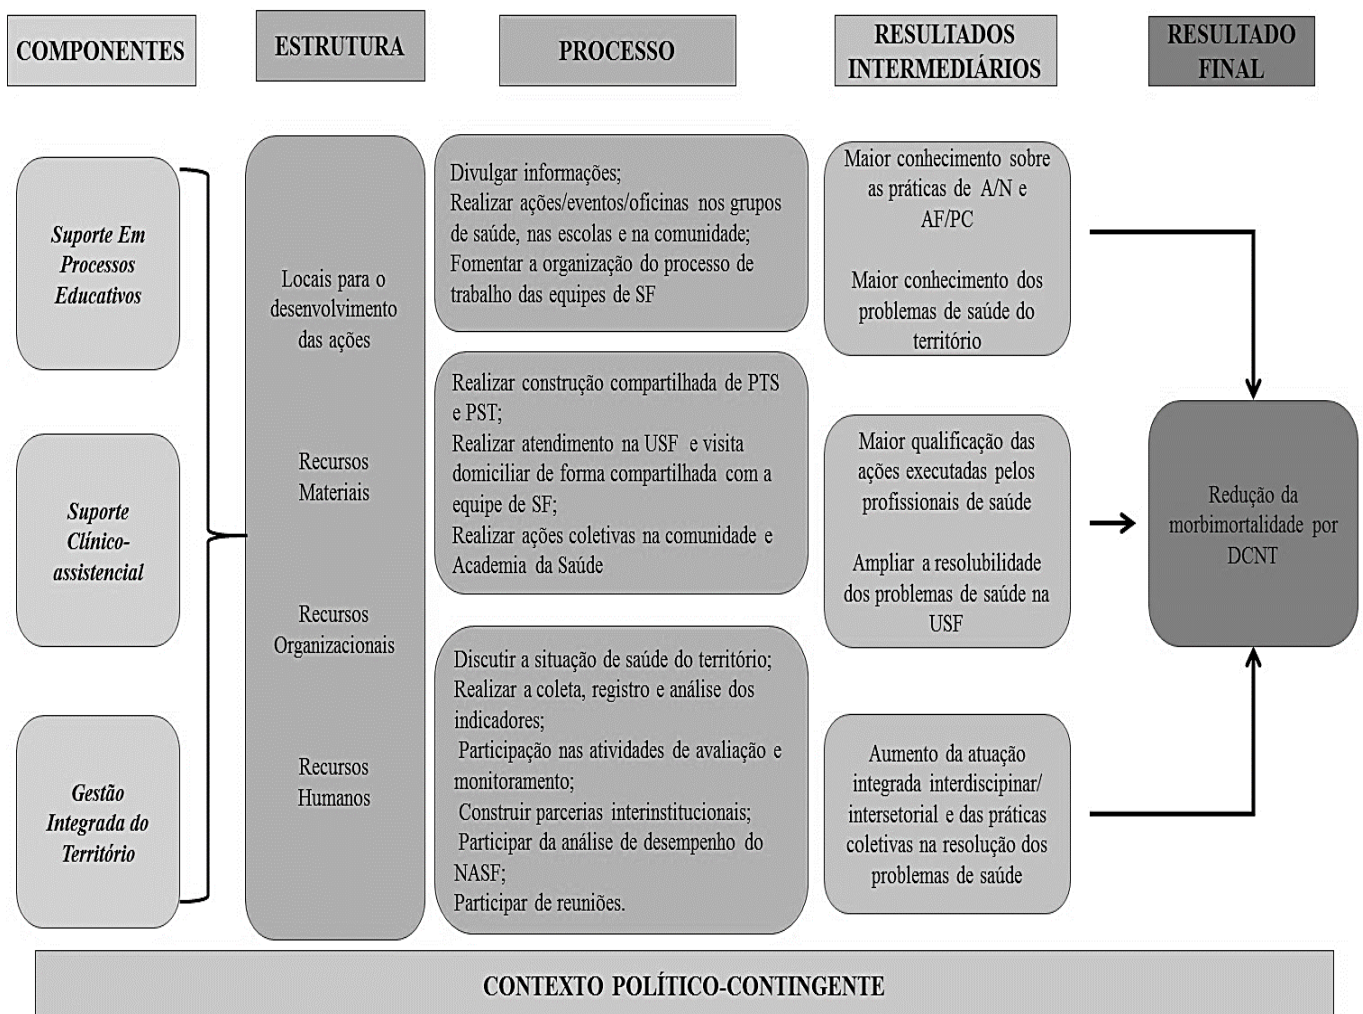 COMPONENTES
ESTRUTURA
PROCESSO
RESULTADOS
INTERMEDIÁRIOS
RESULTADO
FINAL
Suporte Em
Processos
Educativos
Suporte
Clínico-
assistencial
Gestão
Integrada do
Território
Locais para o
desenvolvimento
das ações
Recursos
Materiais
Recursos
Organizacionais
Recursos
Humanos
Divulgar informações;
Realizar ações/eventos/oficinas nos grupos
de saúde, nas escolas e na comunidade;
Fomentar a organização do processo de
trabalho das equipes de SF
Realizar construção compartilhada de PTS
e PST;
Realizar atendimento na USF e visita
domiciliar de forma compartilhada com a
equipe de SF;
Realizar ações coletivas na comunidade e
Academia da Saúde
Discutir a situação de saúde do território;
Realizar a coleta, registro e análise dos
indicadores;
Participação nas atividades de avaliação e
monitoramento;
Construir parcerias interinstitucionais;
Participar da análise de desempenho do
NASF;
Participar de reuniões.
Maior conhecimento sobre
as práticas de A/N e
AF/PC
Maior conhecimento dos
problemas de saúde do
território
Maior qualificação das
ações executadas pelos
profissionais de saúde
Ampliar a resolubilidade
dos problemas de saúde na
USF
Aumento da atuação
integrada interdiscipinar/
intersetorial e das práticas
coletivas na resolução dos
problemas de saúde
Redução da
morbimortalidade por
DCNT
CONTEXTO POLÍTICO-CONTINGENTE